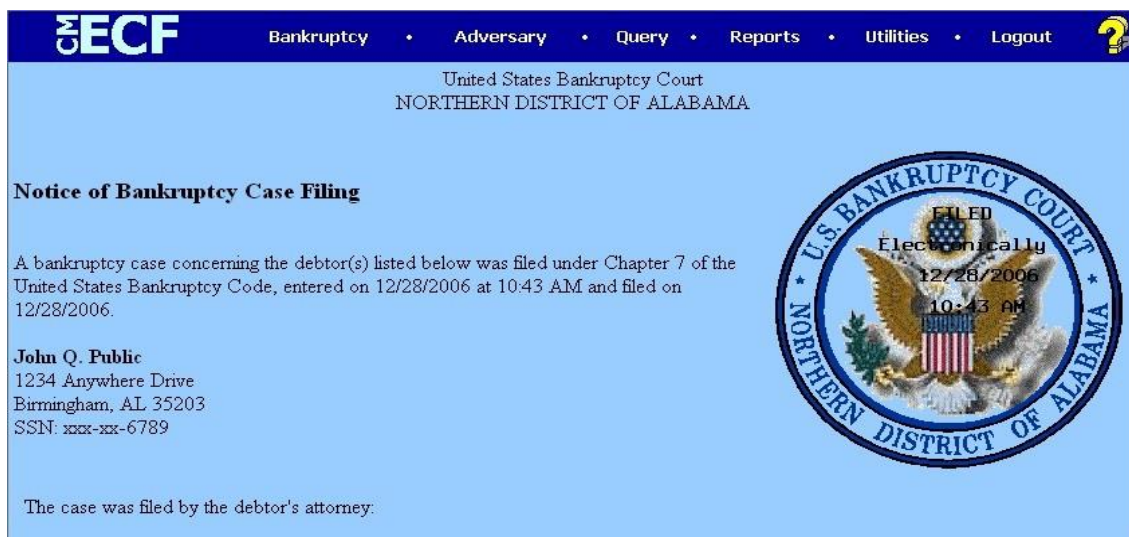 CM ECF Bankruptcy • Adversary • Query • Reports • Utilities • Logout ?
United States Bankruptcy Court
NORTHERN DISTRICT OF ALABAMA
Notice of Bankruptcy Case Filing
A bankruptcy case concerning the debtor(s) listed below was filed under Chapter 7 of the
United States Bankruptcy Code, entered on 12/28/2006 at 10:43 AM and filed on
12/28/2006.
John Q. Public
1234 Anywhere Drive
Birmingham, AL 35203
SSN: xxx-xx-6789
The case was filed by the debtor's attorney:
U.S. BANKRUPTCY COURT
FILED
Electronically
12/28/2006
10:43 AM
* NORTHERN DISTRICT OF ALABAMA *